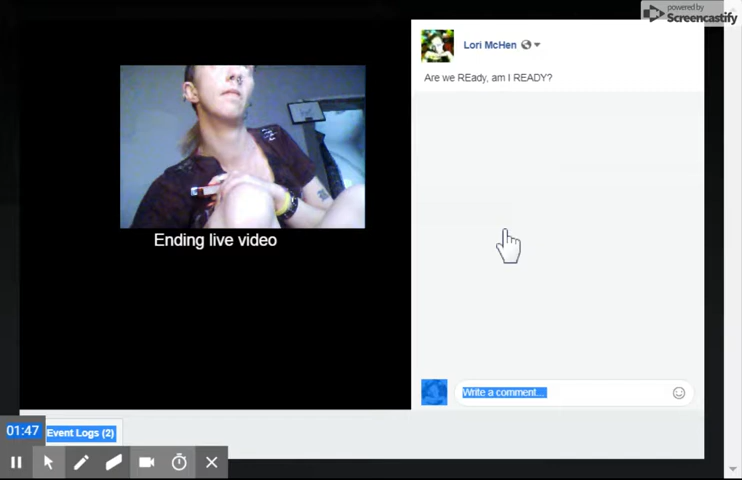 powered by
Screencastify
Lori McHen
Are we REady, am I READY?
Ending live video
Write a comment...
01:47
Event Logs (2)